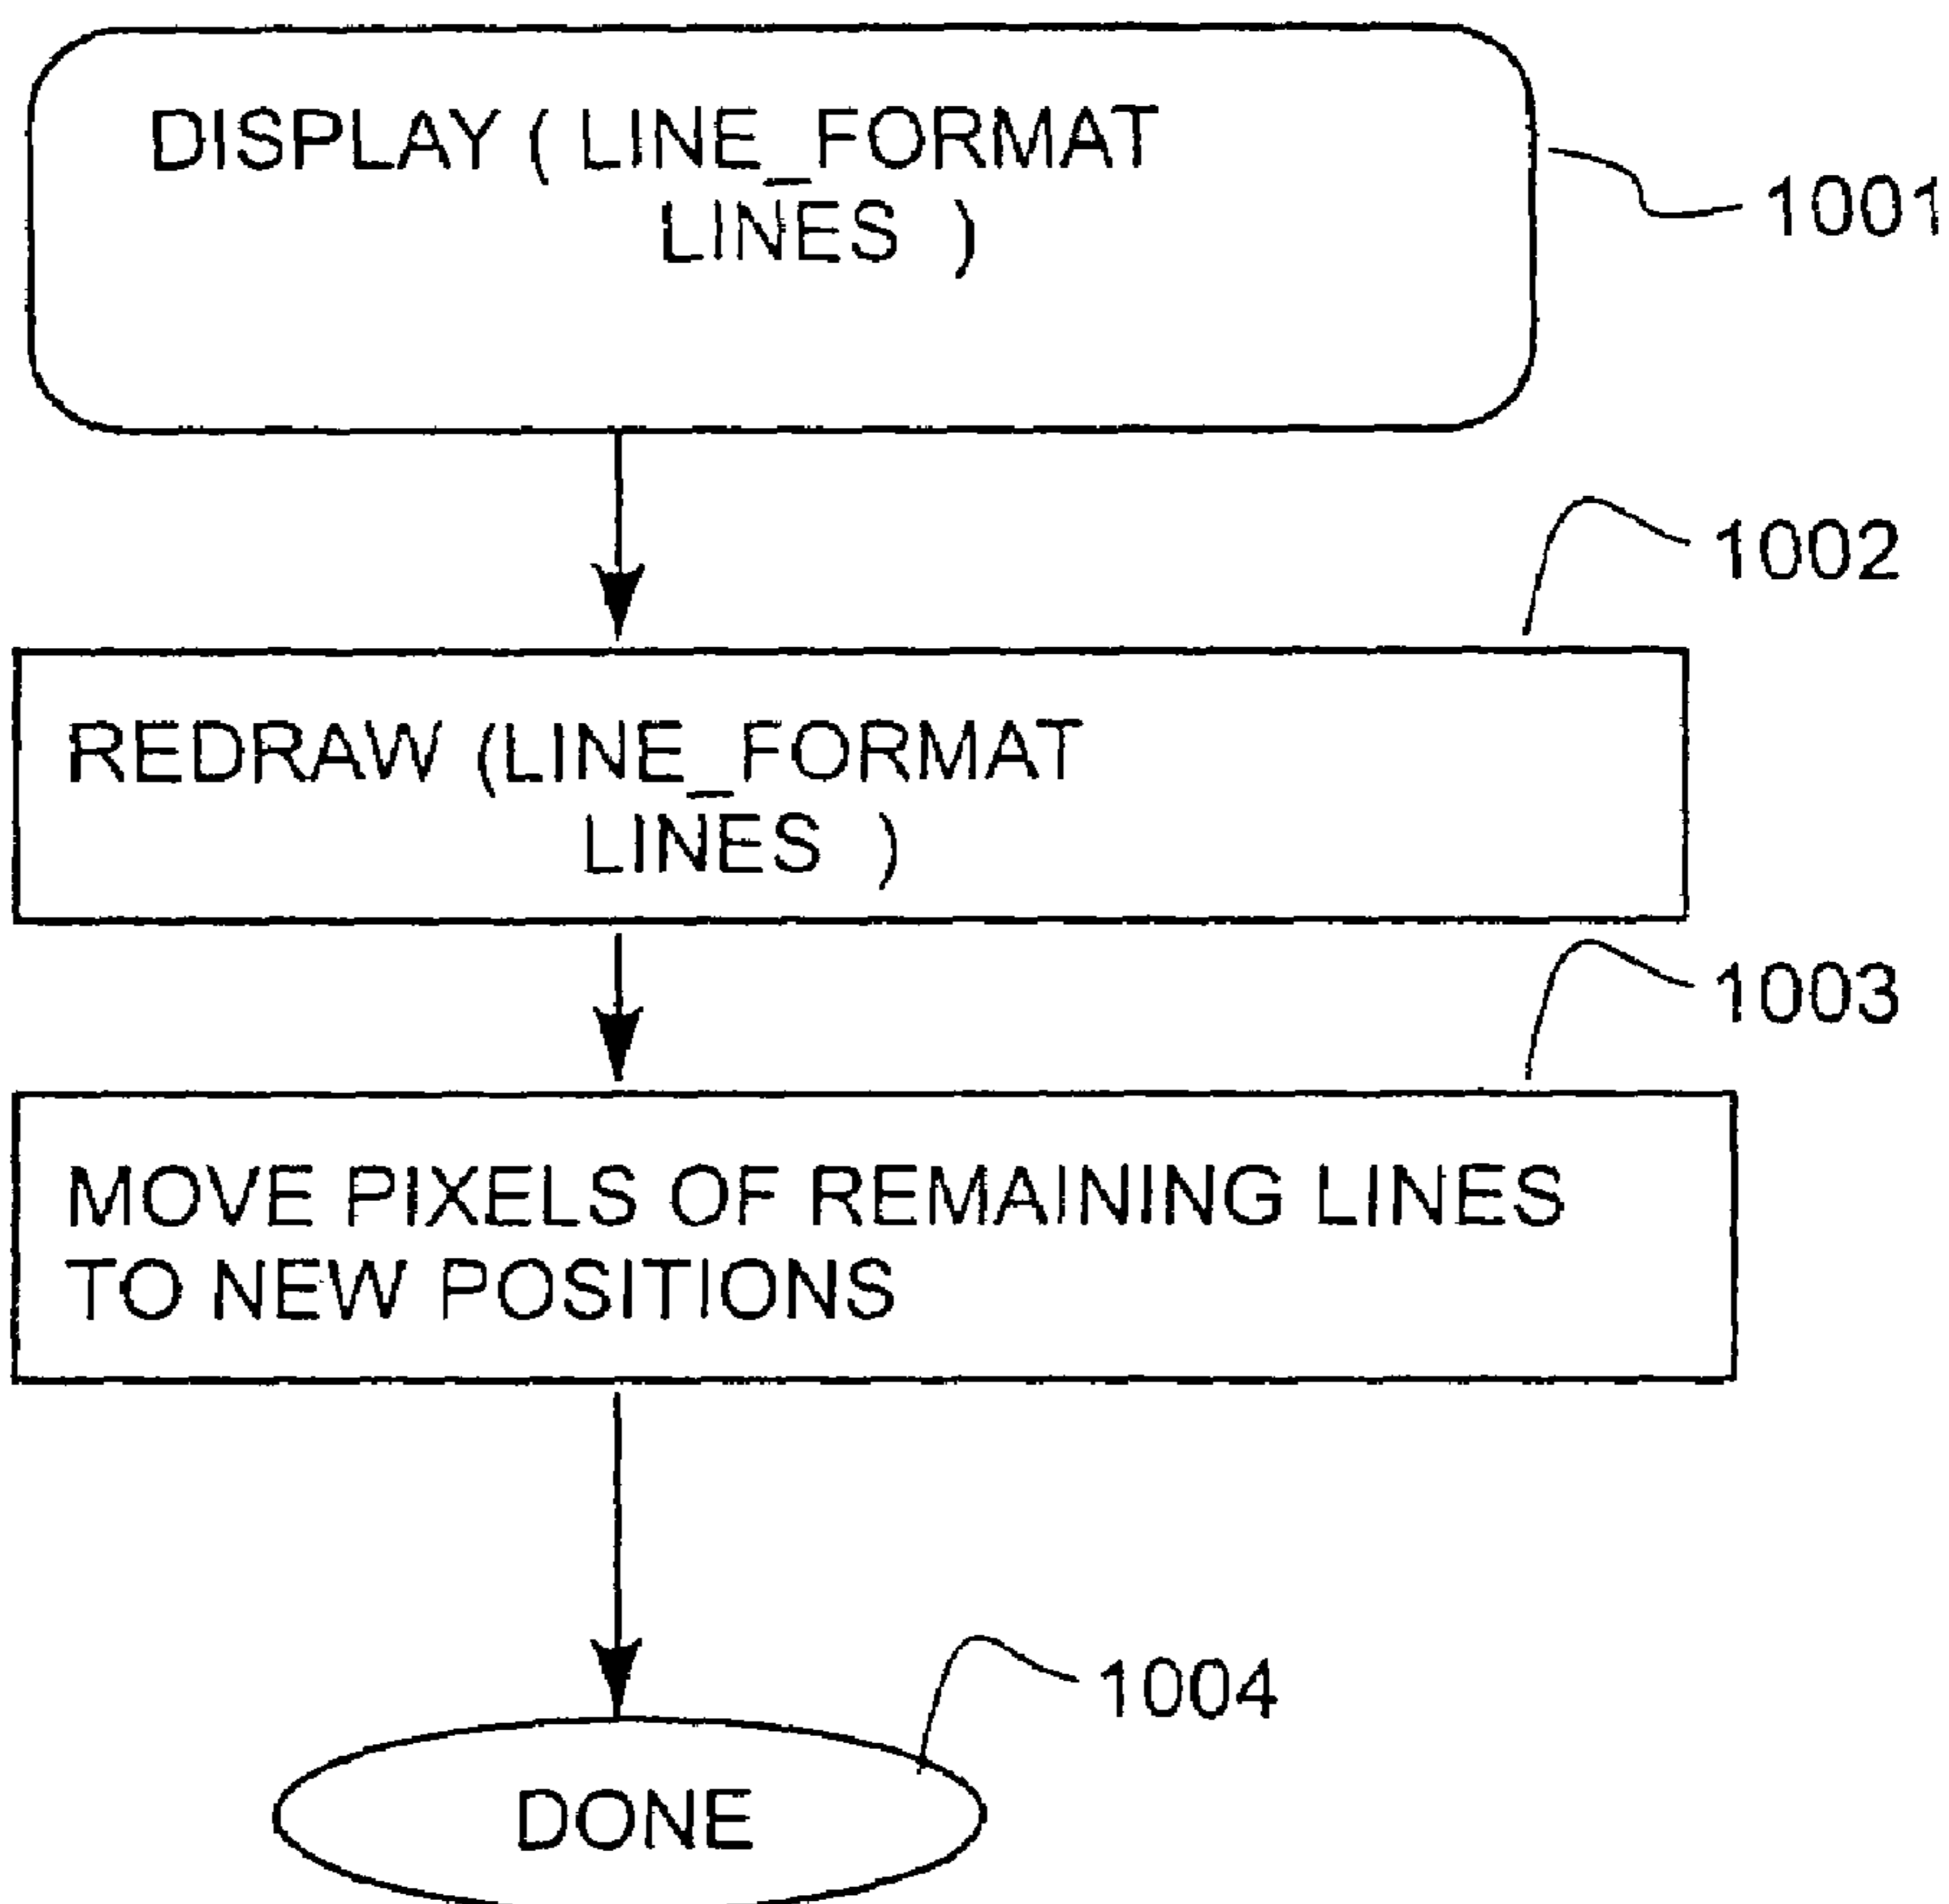 DISPLAY ( LINE_FORMAT
LINES )
1001
1002
REDRAW (LINE_FORMAT
LINES )
1003
MOVE PIXELS OF REMAINING LINES
TO NEW POSITIONS
1004
DONE